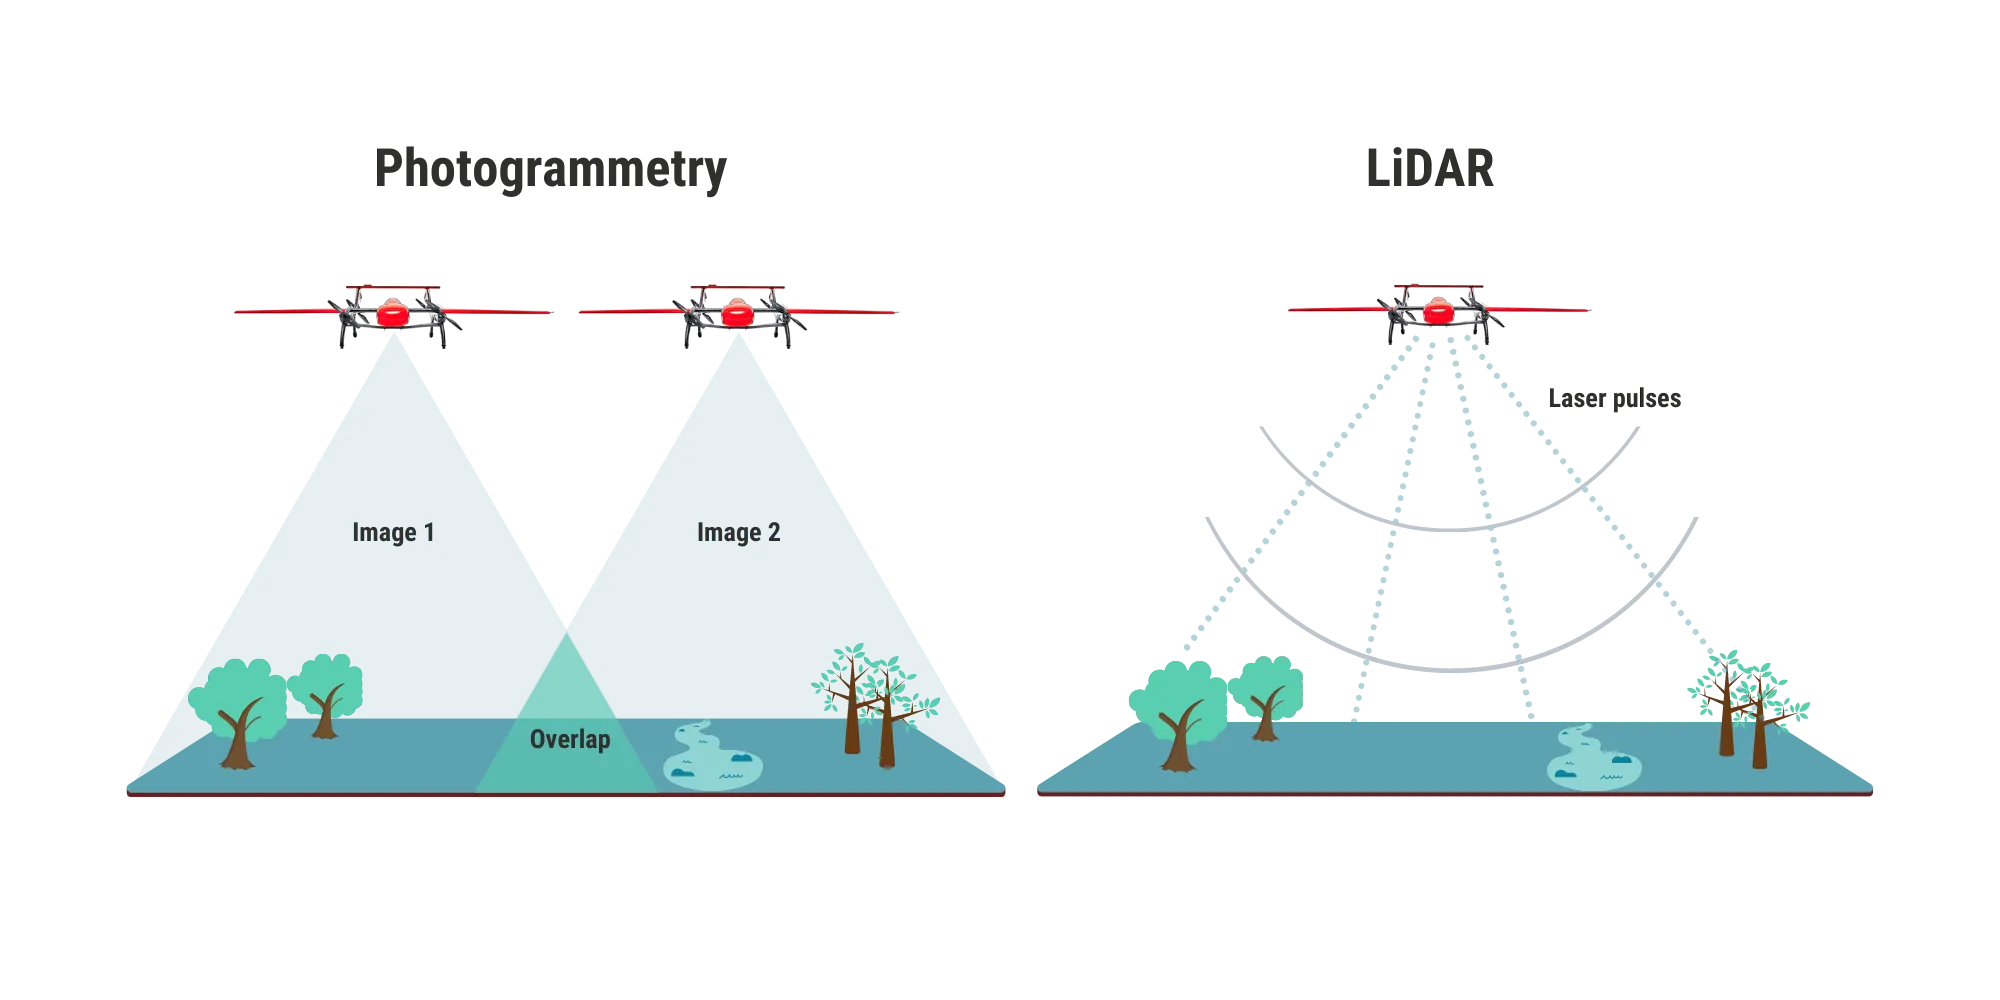 Photogrammetry
LiDAR
Laser pulses
Image 1
Image 2
Overlap